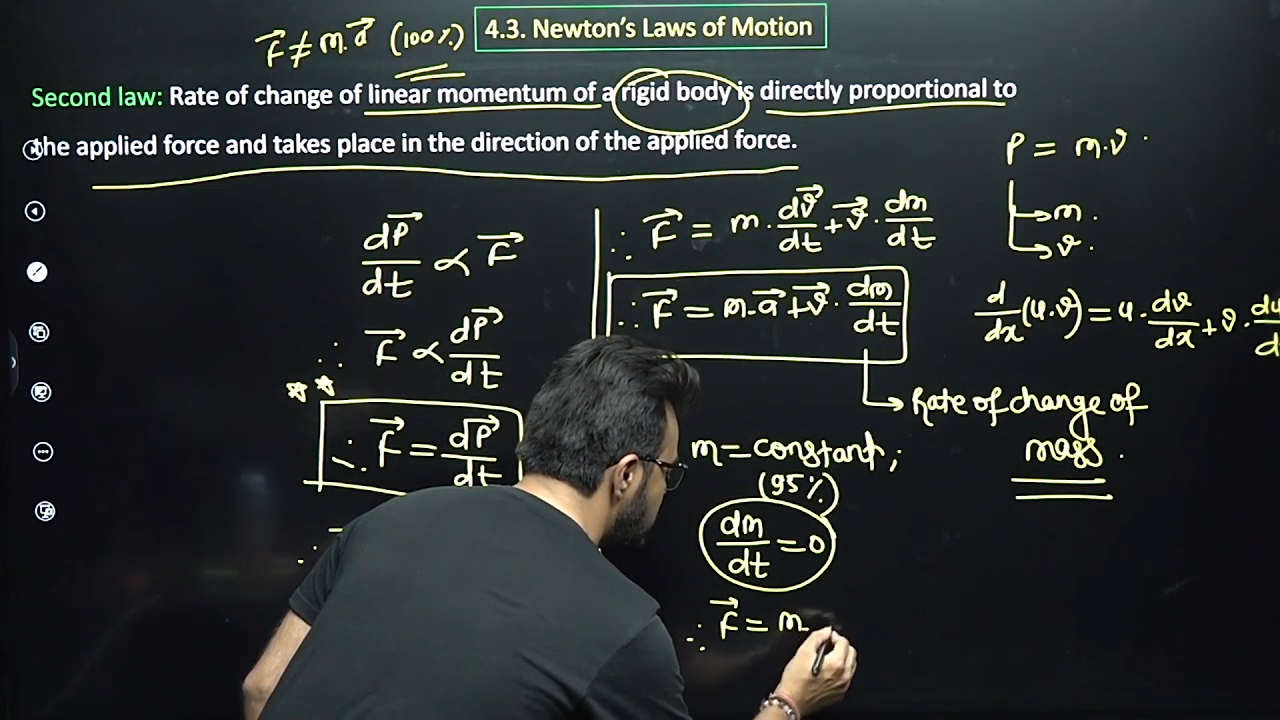 4.3. Newton's Laws of Motion
F⃗ ≠ m.a⃗ (100%)
Second law: Rate of change of linear momentum of a rigid body is directly proportional to
the applied force and takes place in the direction of the applied force.
dP⃗/dt ∝ F⃗
∴ F⃗ ∝ dP⃗/dt
** ∴ F⃗ = dP⃗/dt
∴ F⃗ = m. dv⃗/dt + v⃗. dm/dt
∴ F⃗ = m.a⃗ + v⃗. dm/dt
Rate of change of
mass.
m = constant;
(95%)
dm/dt = 0
∴ F⃗ = m
P = m.v.
→ m.
→ v.
d/dx (u.v) = u. dv/dx + v. du/d